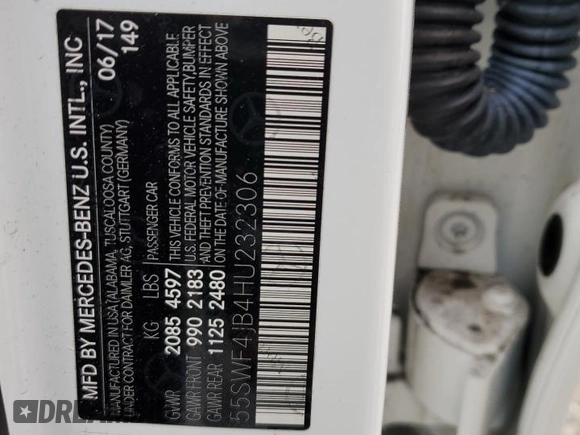 MFD BY MERCEDES-BENZ U.S. INTL., INC
MANUFACTURED IN USA (ALABAMA, TUSCALOOSA COUNTY)
UNDER CONTRACT FOR DAIMLER AG, STUTTGART (GERMANY)
06/17
149
KG LBS PASSENGER CAR
GVWR 2085 4597 THIS VEHICLE CONFORMS TO ALL APPLICABLE
GAWR FRONT 990 2183 U.S. FEDERAL MOTOR VEHICLE SAFETY, BUMPER
GAWR REAR 1125 2480 AND THEFT PREVENTION STANDARDS IN EFFECT
ON THE DATE OF MANUFACTURE SHOWN ABOVE
55SWF4JB4HU232306